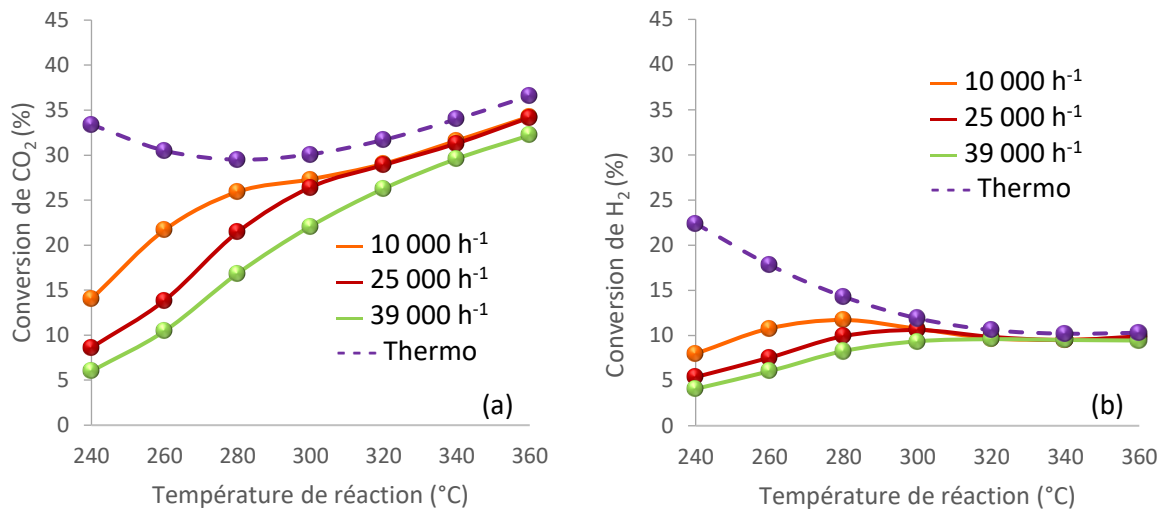 45
40
35
30
25
20
15
10
5
0
Conversion de CO2 (%)
10 000 h-1
25 000 h-1
39 000 h-1
Thermo
(a)
240 260 280 300 320 340 360
Température de réaction (°C)
45
40
35
30
25
20
15
10
5
0
Conversion de H2 (%)
10 000 h-1
25 000 h-1
39 000 h-1
Thermo
(b)
240 260 280 300 320 340 360
Température de réaction (°C)